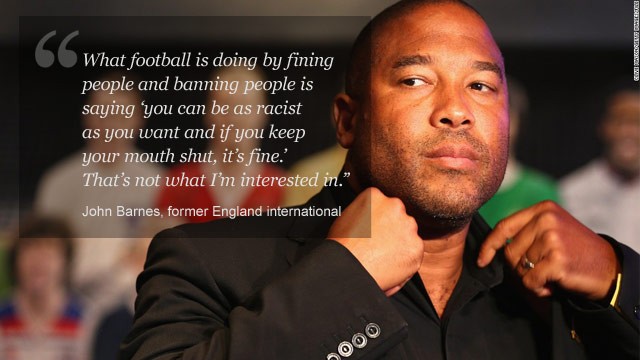 “
What football is doing by fining
people and banning people is
saying ‘you can be as racist
as you want and if you keep
your mouth shut, it’s fine.’
That’s not what I’m interested in.”
John Barnes, former England international